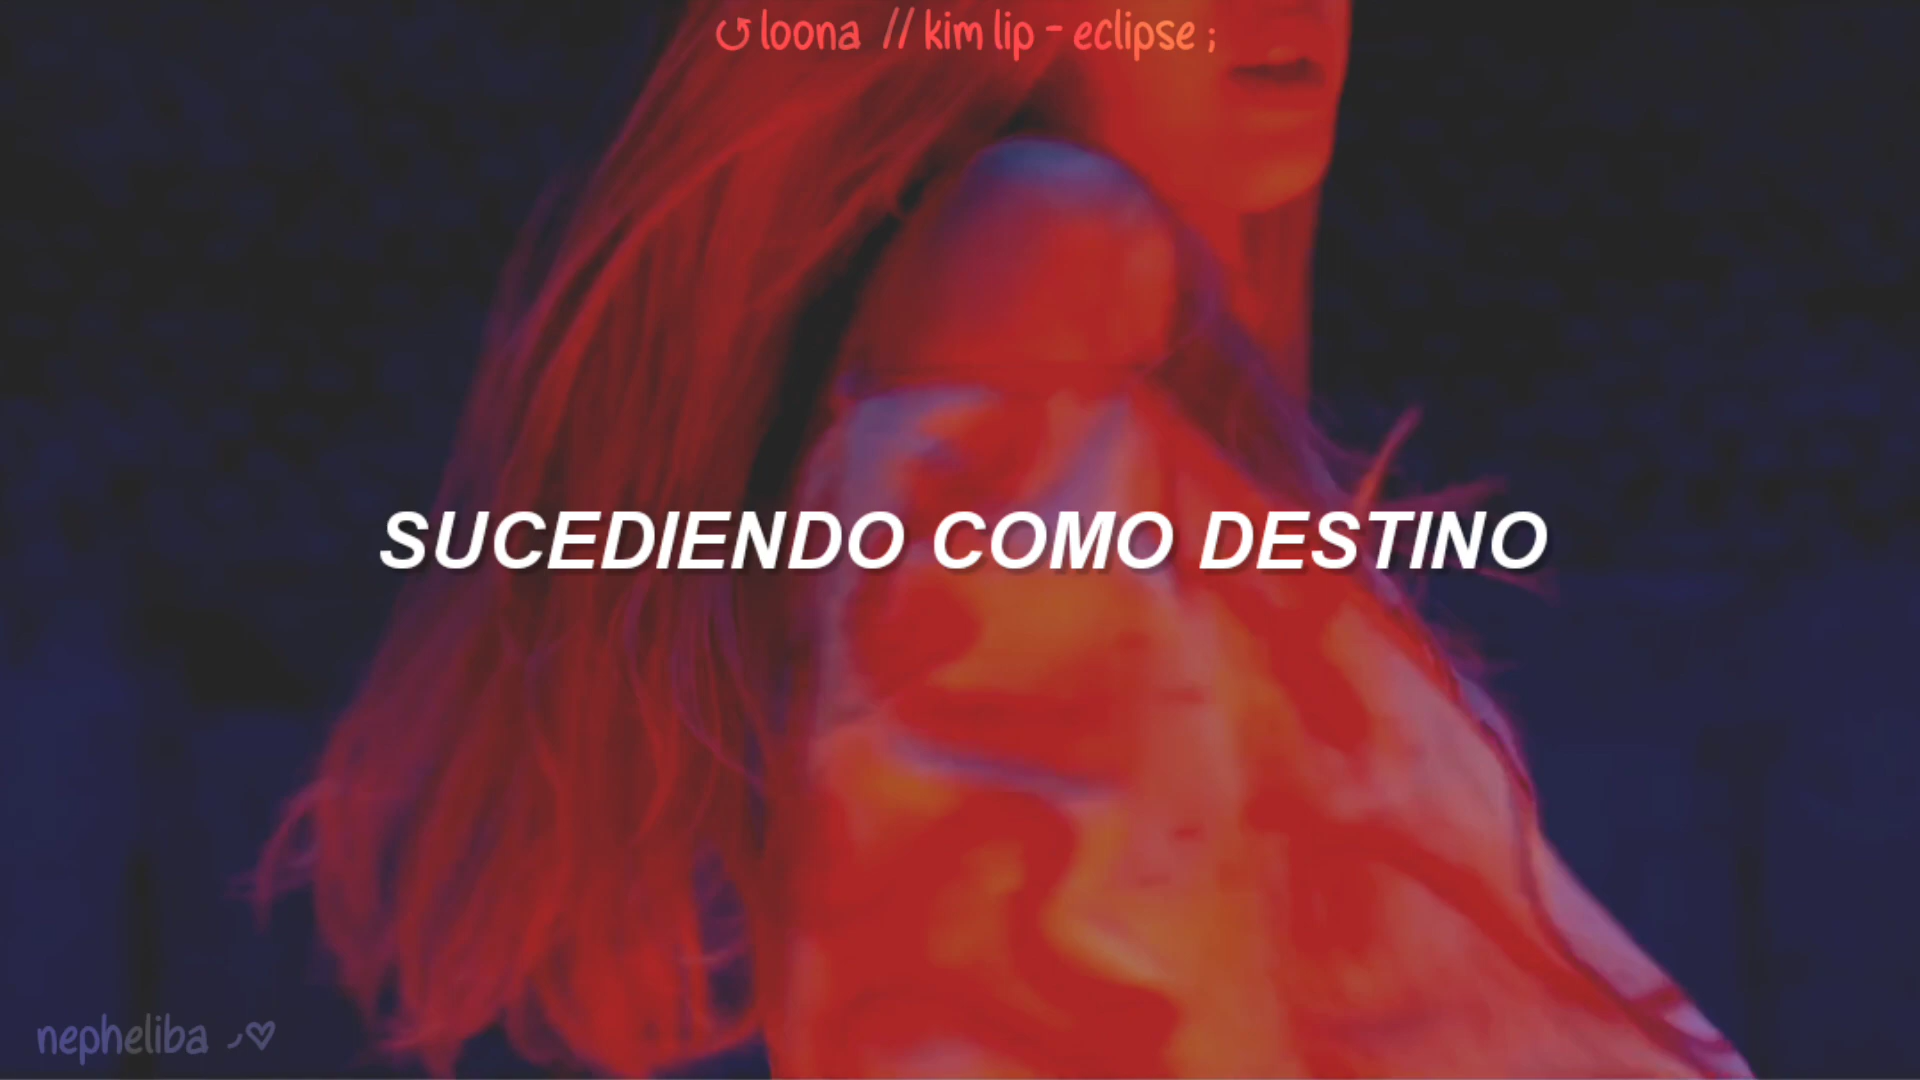 ↺ loona // kim lip - eclipse ;
SUCEDIENDO COMO DESTINO
nepheliba ♡